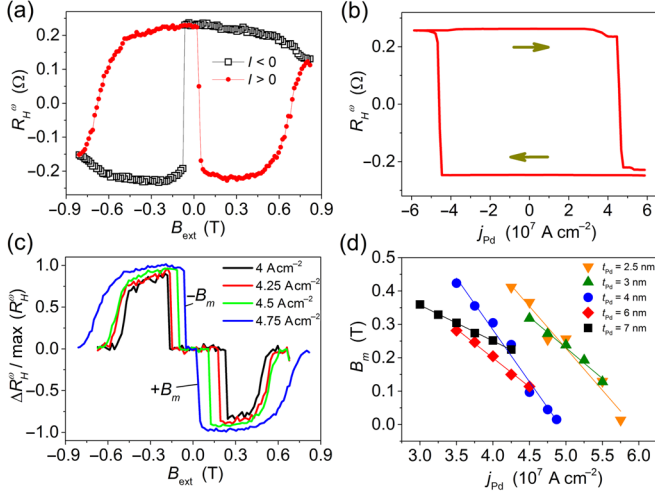 (a)
0.2
0.1
0.0
−0.1
−0.2
R_H^ω (Ω)
I < 0
I > 0
−0.9 −0.6 −0.3 0.0 0.3 0.6 0.9
B_ext (T)
(b)
0.2
0.0
−0.2
R_H^ω (Ω)
−6 −4 −2 0 2 4 6
j_Pd (10⁷ A cm⁻²)
(c)
1.0
0.5
0.0
−0.5
−1.0
ΔR_H^ω / max (R_H^ω)
4 Acm⁻²
4.25 Acm⁻²
4.5 Acm⁻²
4.75 Acm⁻²
−B_m
+B_m
−0.9 −0.6 −0.3 0.0 0.3 0.6 0.9
B_ext (T)
(d)
0.5
0.4
0.3
0.2
0.1
0.0
B_m (T)
t_Pd = 2.5 nm
t_Pd = 3 nm
t_Pd = 4 nm
t_Pd = 6 nm
t_Pd = 7 nm
3.0 3.5 4.0 4.5 5.0 5.5 6.0
j_Pd (10⁷ A cm⁻²)